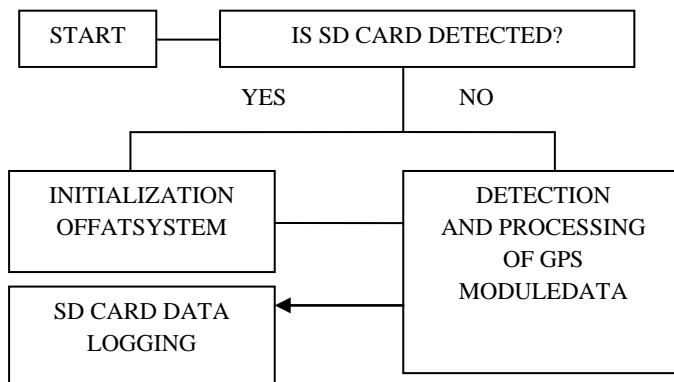 START
IS SD CARD DETECTED?
YES
NO
INITIALIZATION
OFFATSYSTEM
DETECTION
AND PROCESSING
OF GPS
MODULEDATA
SD CARD DATA
LOGGING